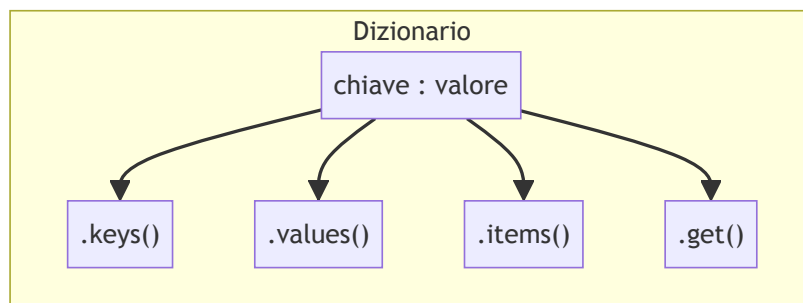 Dizionario
chiave : valore
.keys()
.values()
.items()
.get()